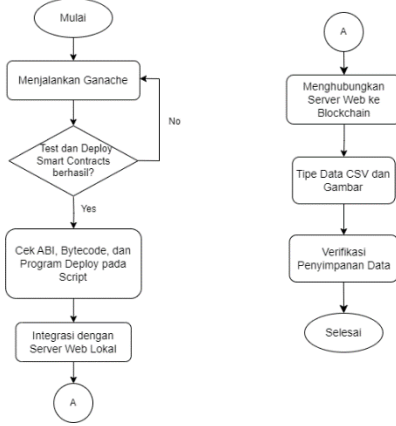 Mulai
Menjalankan Ganache
No
Test dan Deploy
Smart Contracts
berhasil?
Yes
Cek ABI, Bytecode, dan
Program Deploy pada
Script
Integrasi dengan
Server Web Lokal
A
A
Menghubungkan
Server Web ke
Blockchain
Tipe Data CSV dan
Gambar
Verifikasi
Penyimpanan Data
Selesai